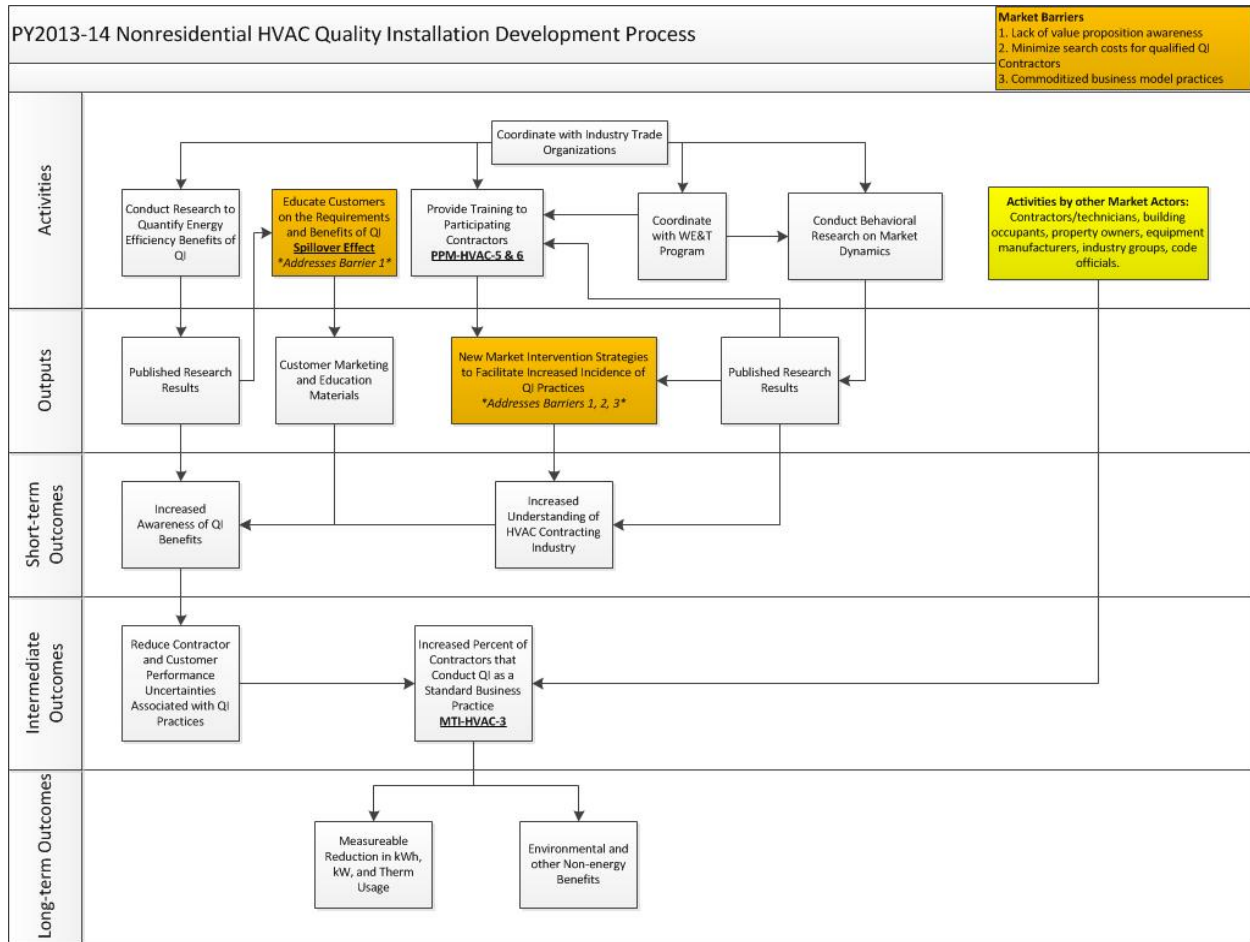 PY2013-14 Nonresidential HVAC Quality Installation Development Process
Market Barriers
1. Lack of value proposition awareness
2. Minimize search costs for qualified QI
Contractors
3. Commoditized business model practices
Activities
Coordinate with Industry Trade
Organizations
Conduct Research to
Quantify Energy
Efficiency Benefits of
QI
Educate Customers
on the Requirements
and Benefits of QI
Spillover Effect
*Addresses Barrier 1*
Provide Training to
Participating
Contractors
PPM-HVAC-5 & 6
Coordinate
with WE&T
Program
Conduct Behavioral
Research on Market
Dynamics
Activities by other Market Actors:
Contractors/technicians, building
occupants, property owners, equipment
manufacturers, industry groups, code
officials.
Outputs
Published Research
Results
Customer Marketing
and Education
Materials
New Market Intervention Strategies
to Facilitate Increased Incidence of
QI Practices
*Addresses Barriers 1, 2, 3*
Published Research
Results
Short-term
Outcomes
Increased
Awareness of QI
Benefits
Increased
Understanding of
HVAC Contracting
Industry
Intermediate
Outcomes
Reduce Contractor
and Customer
Performance
Uncertainties
Associated with QI
Practices
Increased Percent of
Contractors that
Conduct QI as a
Standard Business
Practice
MTI-HVAC-3
Long-term Outcomes
Measureable
Reduction in kWh,
kW, and Therm
Usage
Environmental and
other Non-energy
Benefits